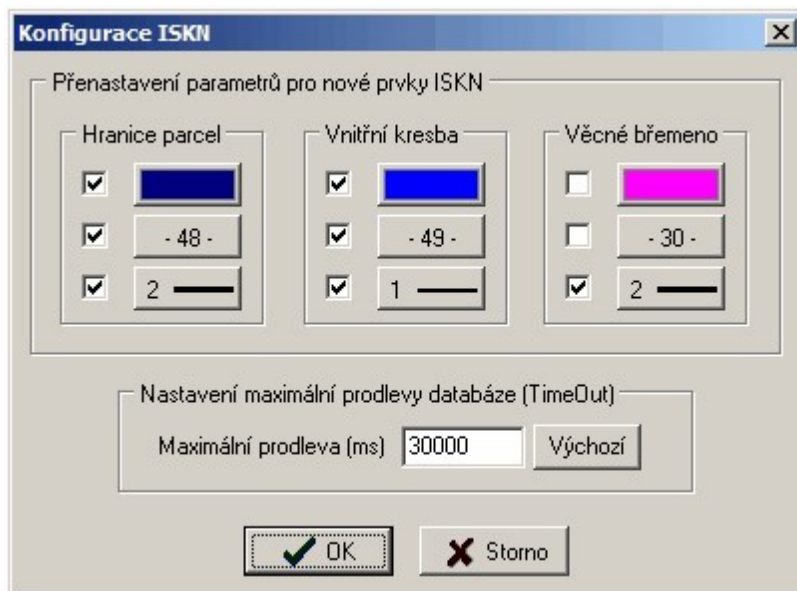 Konfigurace ISKN
Přenastavení parametrů pro nové prvky ISKN
Hranice parcel
Vnitřní kresba
Věcné břemeno
- 48 -
- 49 -
- 30 -
2
1
2
Nastavení maximální prodlevy databáze (TimeOut)
Maximální prodleva (ms) 30000 Výchozí
OK Storno